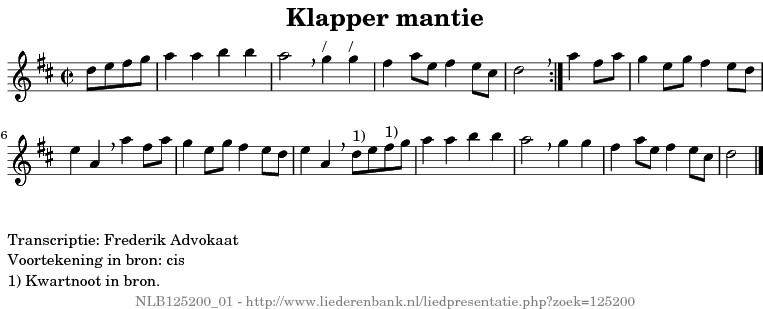 Klapper mantie
/ /
6
1) 1)
Transcriptie: Frederik Advokaat
Voortekening in bron: cis
1) Kwartnoot in bron.
NLB125200_01 - http://www.liederenbank.nl/liedpresentatie.php?zoek=125200